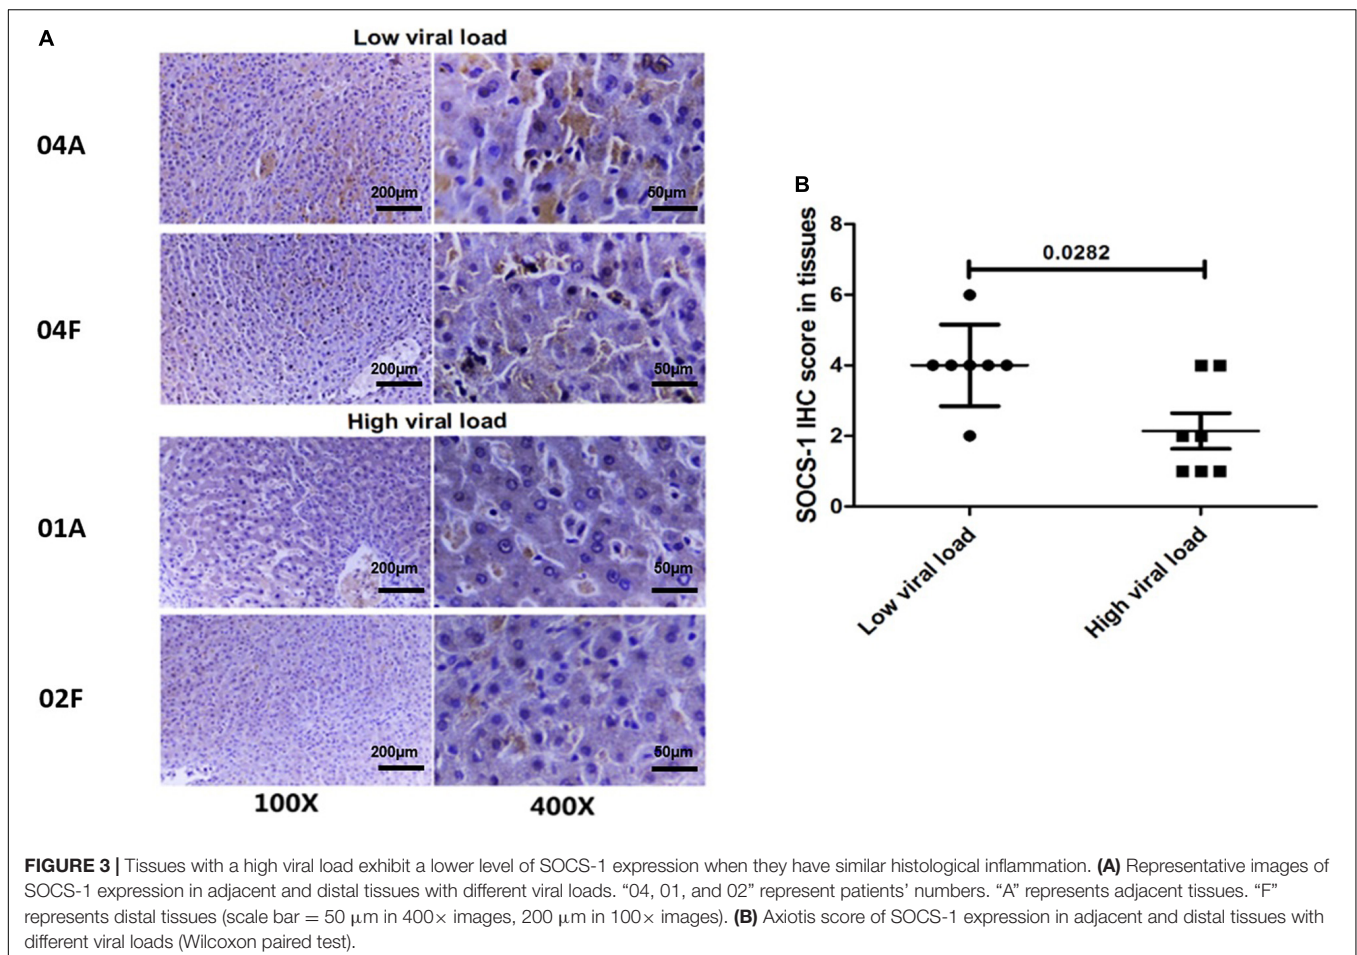 A
Low viral load
04A
200μm
50μm
04F
200μm
50μm
High viral load
01A
200μm
50μm
02F
200μm
50μm
100X
400X
B
SOCS-1 IHC score in tissues
8
6
4
2
0
0.0282
Low viral load
High viral load
FIGURE 3 | Tissues with a high viral load exhibit a lower level of SOCS-1 expression when they have similar histological inflammation. (A) Representative images of
SOCS-1 expression in adjacent and distal tissues with different viral loads. “04, 01, and 02” represent patients’ numbers. “A” represents adjacent tissues. “F”
represents distal tissues (scale bar = 50 μm in 400× images, 200 μm in 100× images). (B) Axiotis score of SOCS-1 expression in adjacent and distal tissues with
different viral loads (Wilcoxon paired test).